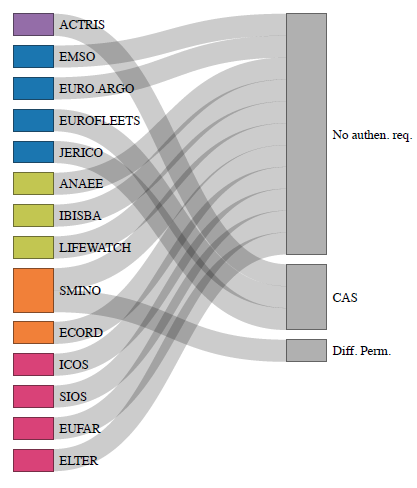 ACTRIS
EMSO
EURO.ARGO
EUROFLEETS
JERICO
ANAEE
IBISBA
LIFEWATCH
SMINO
ECORD
ICOS
SIOS
EUFAR
ELTER
No authen. req.
CAS
Diff. Perm.